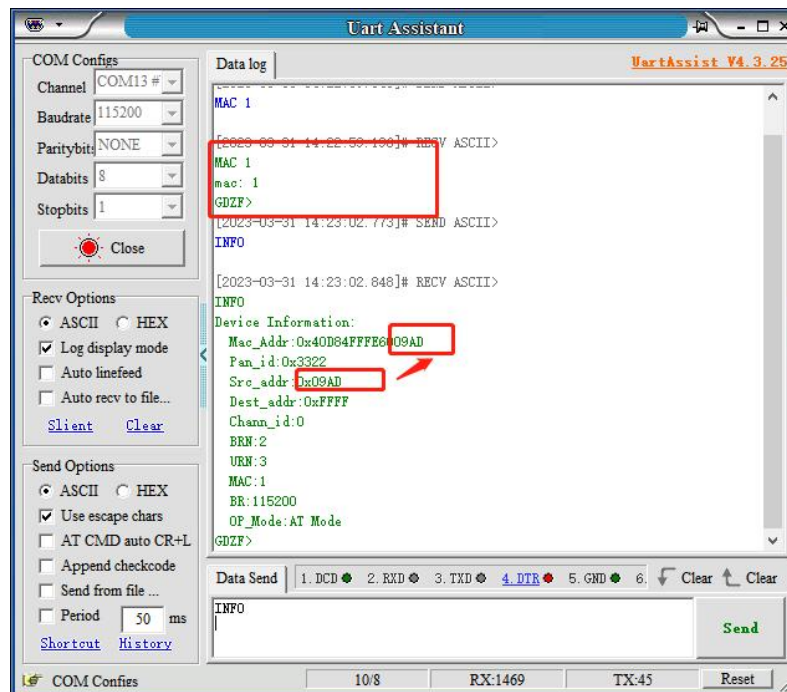 Uart Assistant
COM Configs
Channel COM13 #
Baudrate 115200
Paritybit: NONE
Databits 8
Stopbits 1
Close
Recv Options
ASCII HEX
Log display mode
Auto linefeed
Auto recv to file...
Slient Clear
Send Options
ASCII HEX
Use escape chars
AT CMD auto CR+L
Append checkcode
Send from file ...
Period 50 ms
Shortcut History
Data log
UartAssist V4.3.25
MAC 1
RECV ASCII>
MAC 1
mac: 1
GDZF>
[2023-03-31 14:23:02.773]# SEND ASCII>
INFO
[2023-03-31 14:23:02.848]# RECV ASCII>
INFO
Device Information:
Mac_Addr:0x40D84FFFE6009AD
Pan_id:0x3322
Src_addr:0x09AD
Dest_addr:0xFFFF
Chann_id:0
BRN:2
URN:3
MAC:1
BR:115200
OP_Mode:AT Mode
GDZF>
Data Send 1. DCD 2. RXD 3. TXD 4. DTR 5. GND 6. Clear Clear
INFO
Send
COM Configs 10/8 RX:1469 TX:45 Reset